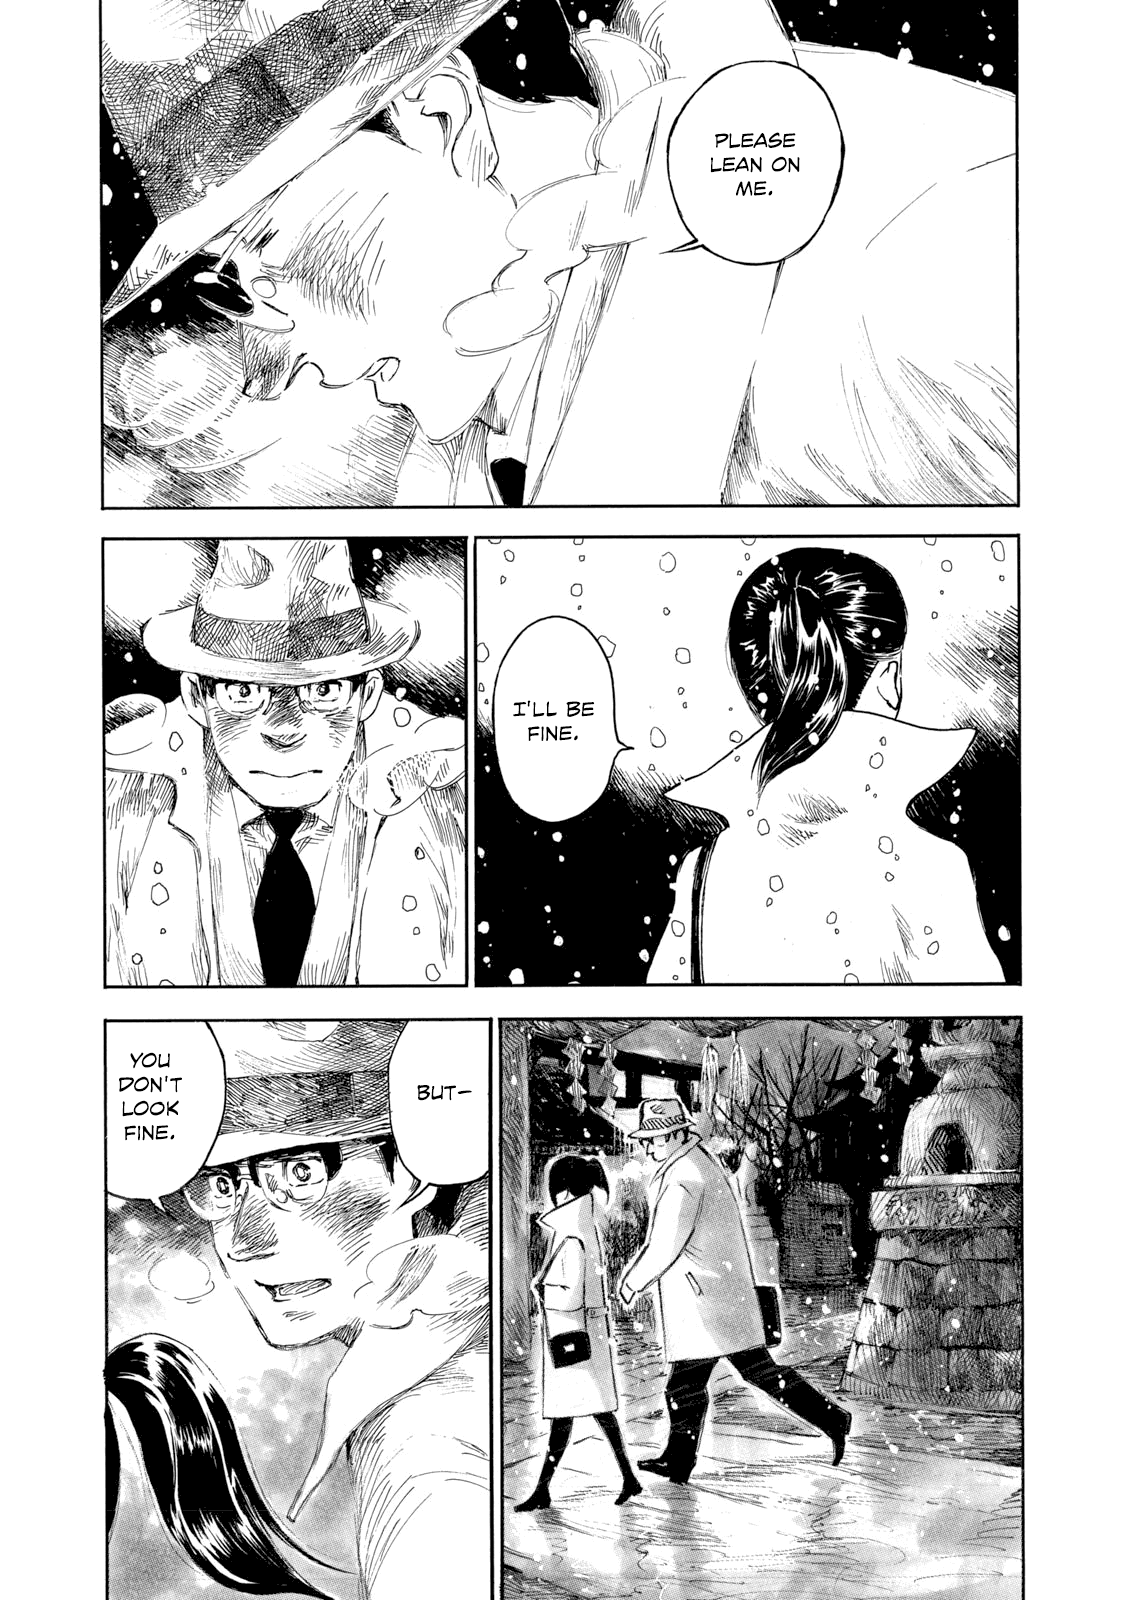 PLEASE
LEAN ON
ME.
I'LL BE
FINE.
BUT—
YOU
DON'T
LOOK
FINE.